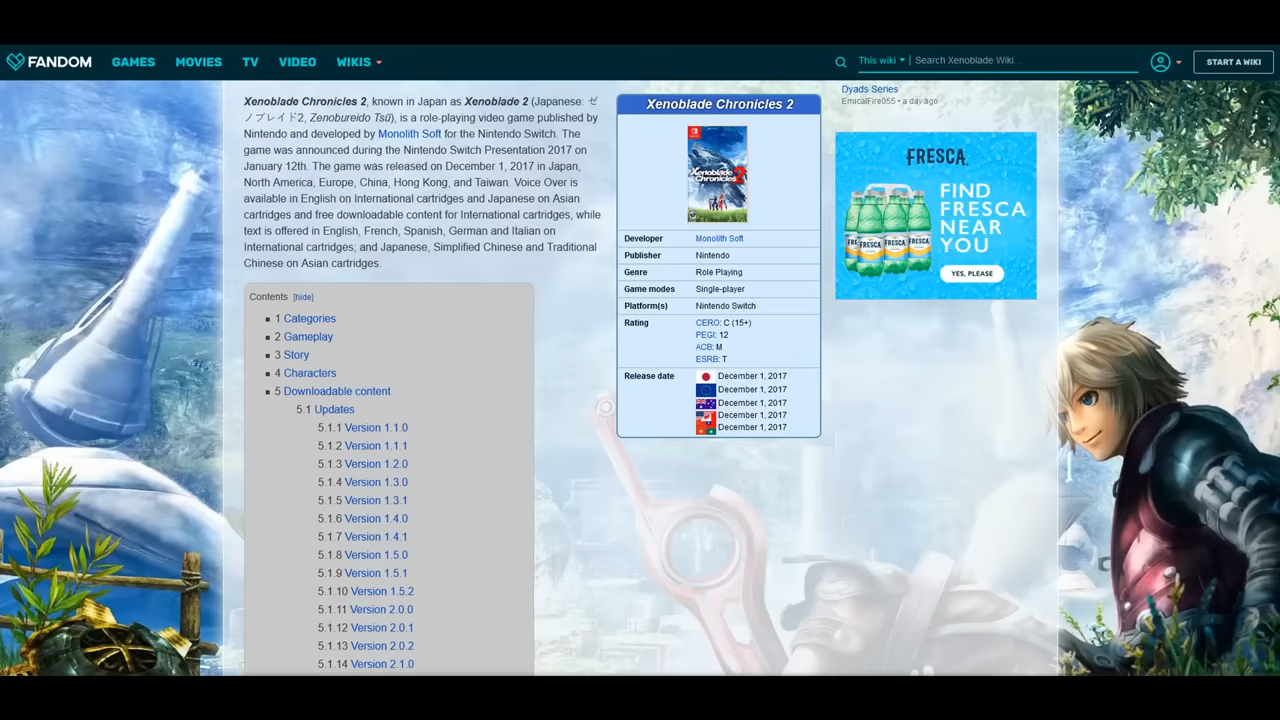 FANDOM GAMES MOVIES TV VIDEO WIKIS This wiki Search Xenoblade Wiki... START A WIKI
Xenoblade Chronicles 2, known in Japan as Xenoblade 2 (Japanese: ゼ
ノブレイド2, Zenobureido Tsū), is a role-playing video game published by
Nintendo and developed by Monolith Soft for the Nintendo Switch. The
game was announced during the Nintendo Switch Presentation 2017 on
January 12th. The game was released on December 1, 2017 in Japan,
North America, Europe, China, Hong Kong, and Taiwan. Voice Over is
available in English on International cartridges and Japanese on Asian
cartridges and free downloadable content for International cartridges, while
text is offered in English, French, Spanish, German and Italian on
International cartridges; and Japanese, Simplified Chinese and Traditional
Chinese on Asian cartridges.
Contents [hide]
1 Categories
2 Gameplay
3 Story
4 Characters
5 Downloadable content
5.1 Updates
5.1.1 Version 1.1.0
5.1.2 Version 1.1.1
5.1.3 Version 1.2.0
5.1.4 Version 1.3.0
5.1.5 Version 1.3.1
5.1.6 Version 1.4.0
5.1.7 Version 1.4.1
5.1.8 Version 1.5.0
5.1.9 Version 1.5.1
5.1.10 Version 1.5.2
5.1.11 Version 2.0.0
5.1.12 Version 2.0.1
5.1.13 Version 2.0.2
5.1.14 Version 2.1.0
Xenoblade Chronicles 2
Xenoblade
Chronicles 2
Developer Monolith Soft
Publisher Nintendo
Genre Role Playing
Game modes Single-player
Platform(s) Nintendo Switch
Rating CERO: C (15+)
PEGI: 12
ACB: M
ESRB: T
Release date December 1, 2017
December 1, 2017
December 1, 2017
December 1, 2017
December 1, 2017
Dyads Series
EmicalFire055 • a day ago
FRESCA
FIND
FRESCA
NEAR
YOU
YES, PLEASE
FRESCA FRESCA FRESCA